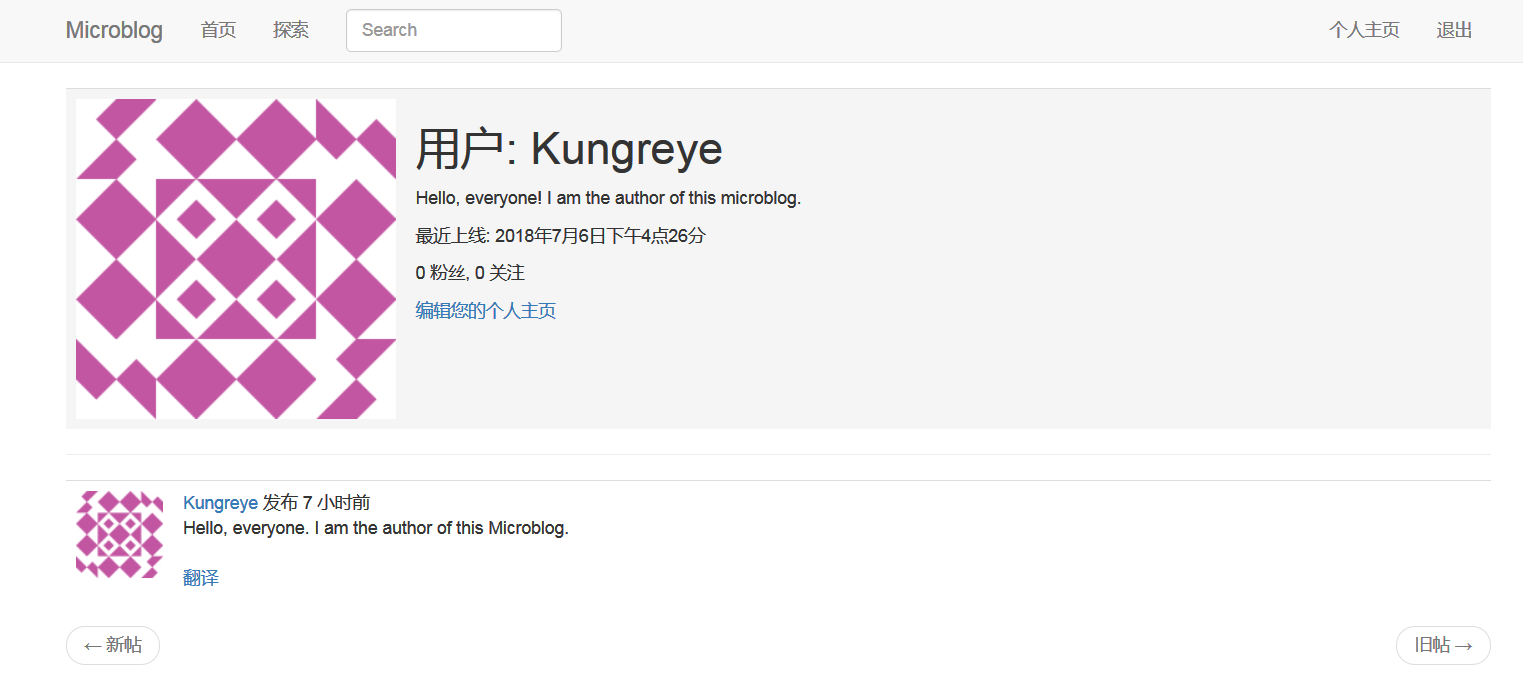 Microblog 首页 探索 Search 个人主页 退出
用户: Kungreye
Hello, everyone! I am the author of this microblog.
最近上线: 2018年7月6日下午4点26分
0 粉丝, 0 关注
编辑您的个人主页
Kungreye 发布 7 小时前
Hello, everyone. I am the author of this Microblog.
翻译
← 新帖 旧帖 →